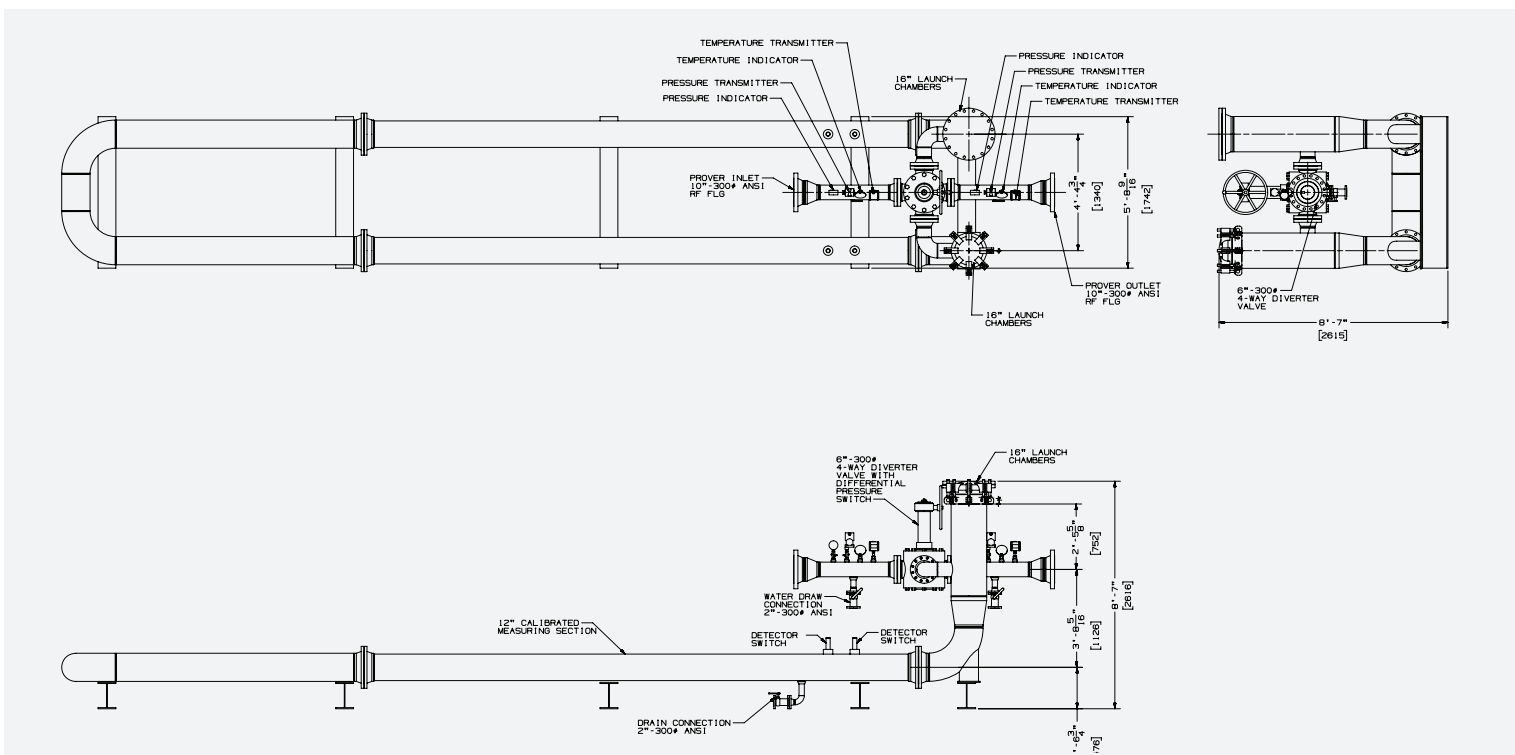 TEMPERATURE TRANSMITTER
TEMPERATURE INDICATOR
PRESSURE TRANSMITTER
PRESSURE INDICATOR
16" LAUNCH
CHAMBERS
PRESSURE INDICATOR
PRESSURE TRANSMITTER
TEMPERATURE INDICATOR
TEMPERATURE TRANSMITTER
PROVER INLET
10"-300# ANSI
RF FLG
4'-4 3/4"
[1340]
5'-8 9/16"
[1742]
PROVER OUTLET
10"-300# ANSI
RF FLG
16" LAUNCH
CHAMBERS
6"-300#
4-WAY DIVERTER
VALVE
8'-7"
[2615]
6"-300#
4-WAY DIVERTER
VALVE WITH
DIFFERENTIAL
PRESSURE
SWITCH
16" LAUNCH
CHAMBERS
2'-5 5/8"
[752]
8'-7"
[2616]
WATER DRAW
CONNECTION
2"-300# ANSI
3'-8 5/16"
[1126]
12" CALIBRATED
MEASURING SECTION
DETECTOR
SWITCH
DETECTOR
SWITCH
DRAIN CONNECTION
2"-300# ANSI
'-6 3/4"